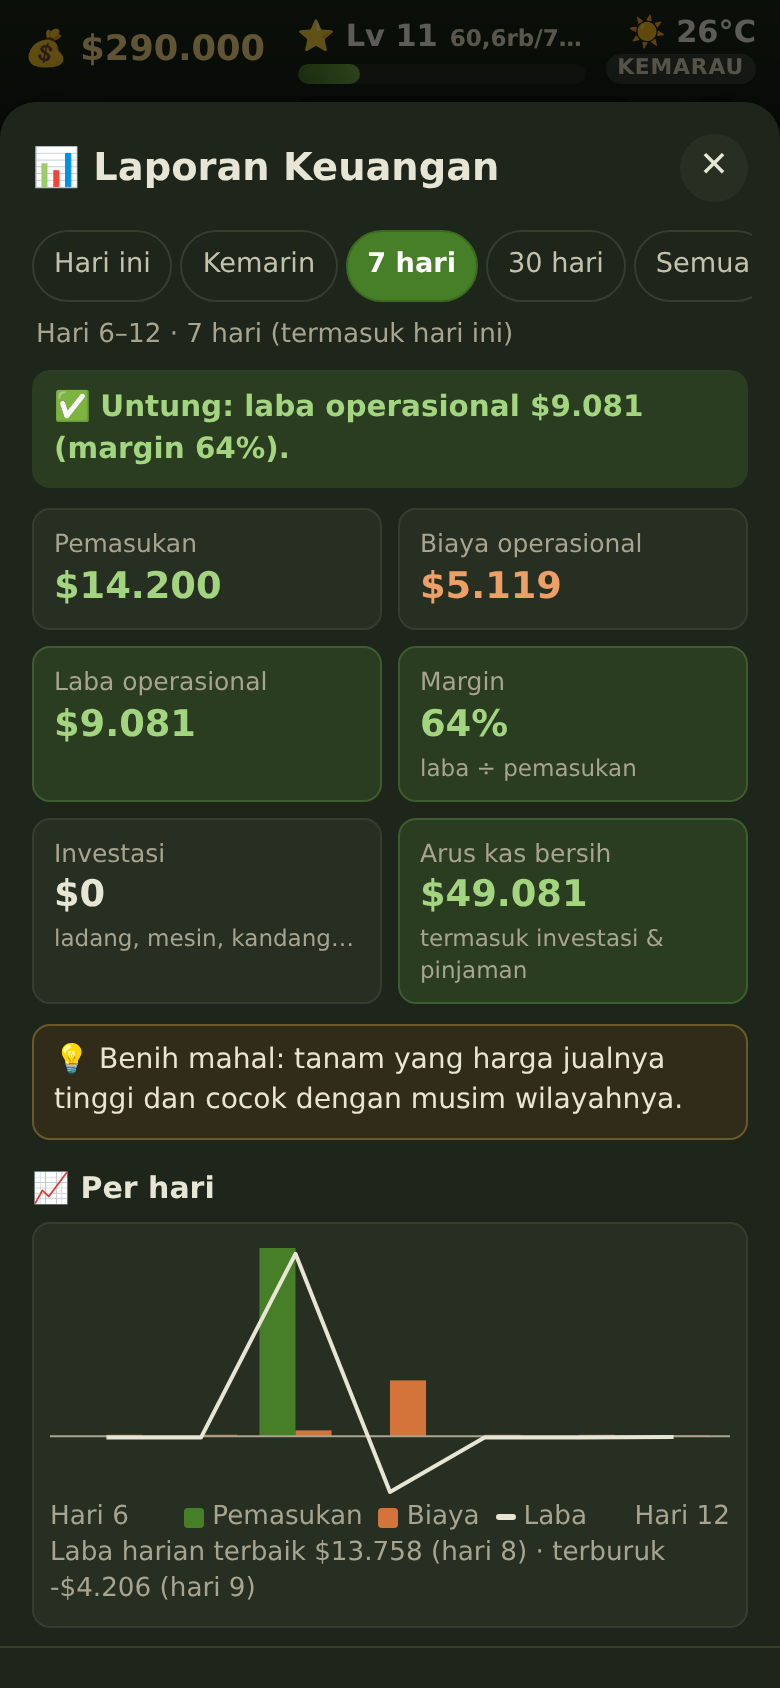 $290.000
Lv 11 60,6rb/7…
26°C
KEMARAU
Laporan Keuangan
✕
Hari ini
Kemarin
7 hari
30 hari
Semua
Hari 6–12 · 7 hari (termasuk hari ini)
Untung: laba operasional $9.081
(margin 64%).
Pemasukan
$14.200
Biaya operasional
$5.119
Laba operasional
$9.081
Margin
64%
laba ÷ pemasukan
Investasi
$0
ladang, mesin, kandang…
Arus kas bersih
$49.081
termasuk investasi &
pinjaman
Benih mahal: tanam yang harga jualnya
tinggi dan cocok dengan musim wilayahnya.
Per hari
Hari 6
Pemasukan
Biaya
Laba
Hari 12
Laba harian terbaik $13.758 (hari 8) · terburuk
-$4.206 (hari 9)